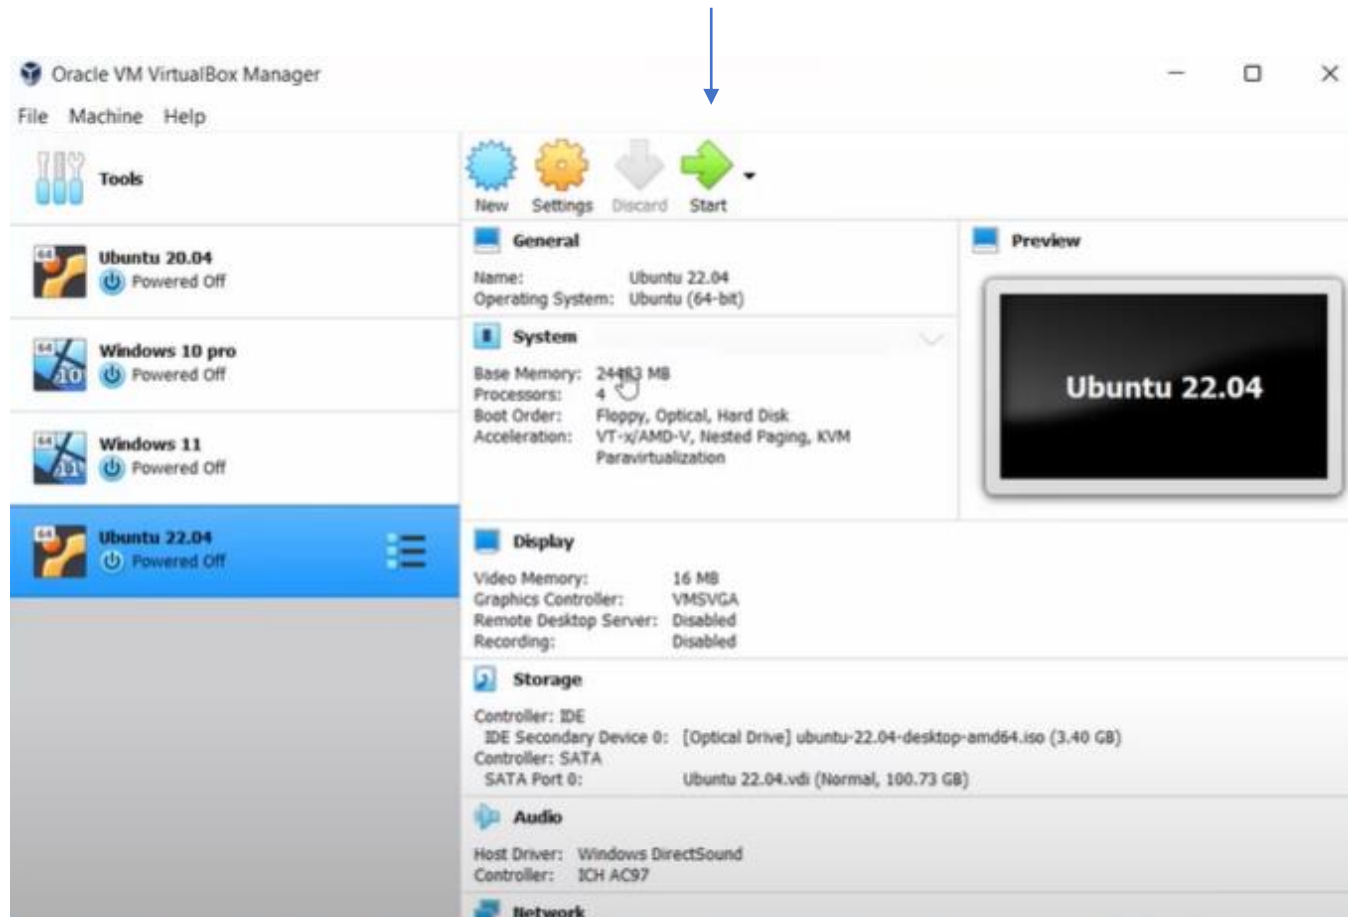 Oracle VM VirtualBox Manager
File Machine Help
Tools
New Settings Discard Start
64
Ubuntu 20.04
Powered Off
64
10
Windows 10 pro
Powered Off
64
11
Windows 11
Powered Off
64
Ubuntu 22.04
Powered Off
General
Name: Ubuntu 22.04
Operating System: Ubuntu (64-bit)
System
Base Memory: MB
Processors: 4
Boot Order: Floppy, Optical, Hard Disk
Acceleration: VT-x/AMD-V, Nested Paging, KVM
Paravirtualization
Preview
Ubuntu 22.04
Display
Video Memory: 16 MB
Graphics Controller: VMSVGA
Remote Desktop Server: Disabled
Recording: Disabled
Storage
Controller: IDE
IDE Secondary Device 0: [Optical Drive] ubuntu-22.04-desktop-amd64.iso (3.40 GB)
Controller: SATA
SATA Port 0: Ubuntu 22.04.vdi (Normal, 100.73 GB)
Audio
Host Driver: Windows DirectSound
Controller: ICH AC97
Network